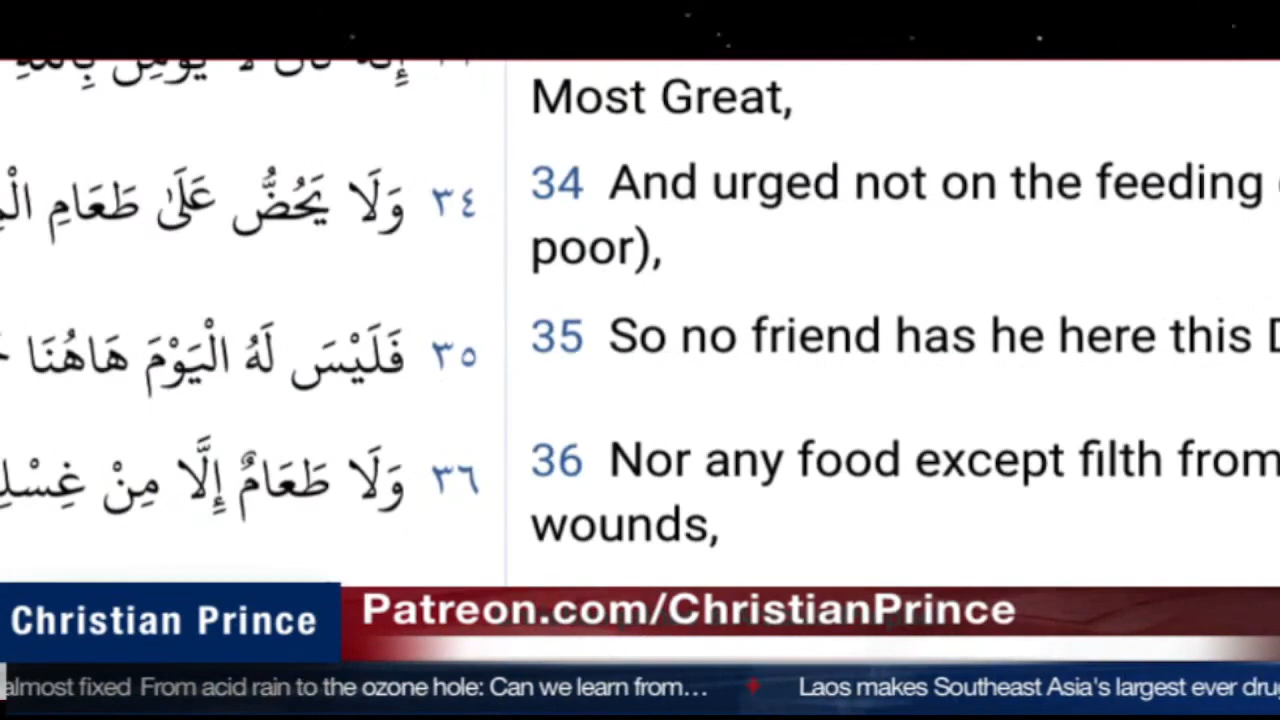 Most Great,
٣٤ وَلَا يَحُضُّ عَلَىٰ طَعَامِ
34 And urged not on the feeding
poor),
٣٥ فَلَيْسَ لَهُ الْيَوْمَ هَاهُنَا
35 So no friend has he here this
٣٦ وَلَا طَعَامٌ إِلَّا مِنْ
36 Nor any food except filth from
wounds,
Christian Prince
Patreon.com/ChristianPrince
almost fixed From acid rain to the ozone hole: Can we learn from... Laos makes Southeast Asia's largest ever